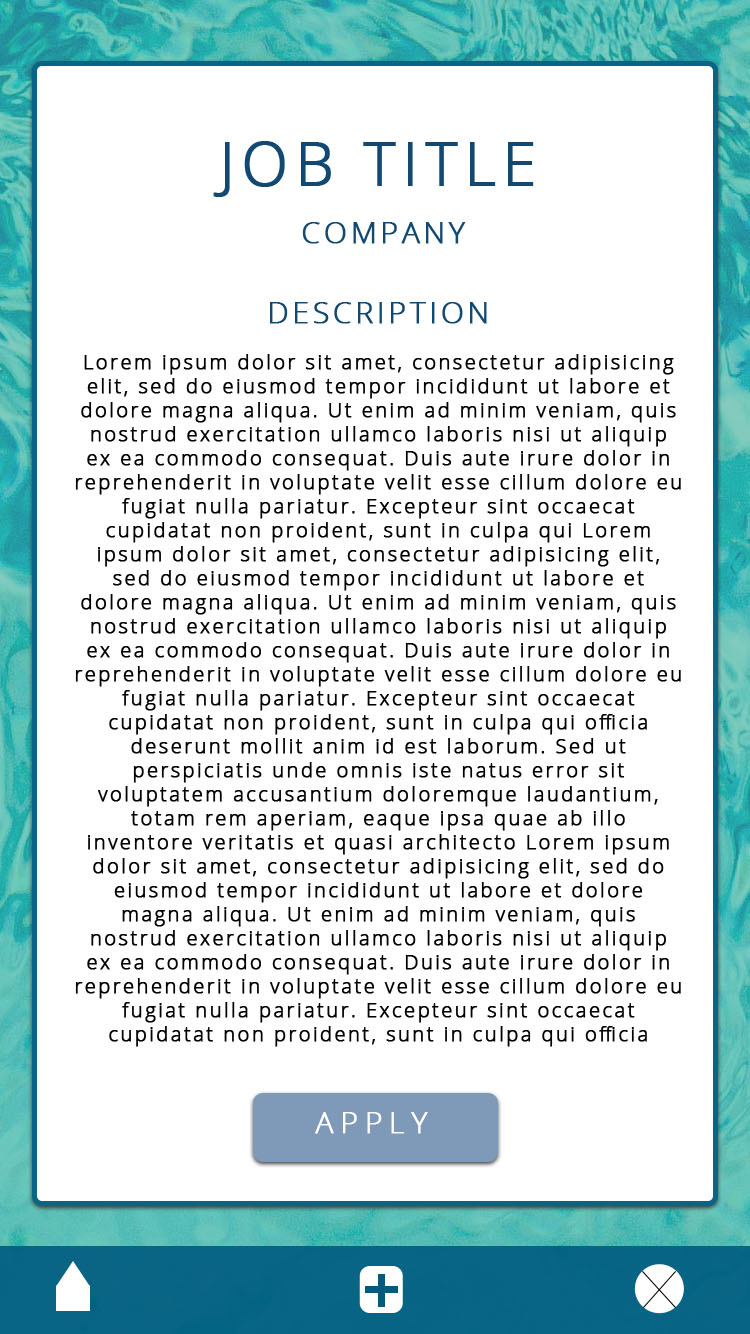 JOB TITLE
COMPANY
DESCRIPTION
Lorem ipsum dolor sit amet, consectetur adipisicing
elit, sed do eiusmod tempor incididunt ut labore et
dolore magna aliqua. Ut enim ad minim veniam, quis
nostrud exercitation ullamco laboris nisi ut aliquip
ex ea commodo consequat. Duis aute irure dolor in
reprehenderit in voluptate velit esse cillum dolore eu
fugiat nulla pariatur. Excepteur sint occaecat
cupidatat non proident, sunt in culpa qui Lorem
ipsum dolor sit amet, consectetur adipisicing elit,
sed do eiusmod tempor incididunt ut labore et
dolore magna aliqua. Ut enim ad minim veniam, quis
nostrud exercitation ullamco laboris nisi ut aliquip
ex ea commodo consequat. Duis aute irure dolor in
reprehenderit in voluptate velit esse cillum dolore eu
fugiat nulla pariatur. Excepteur sint occaecat
cupidatat non proident, sunt in culpa qui officia
deserunt mollit anim id est laborum. Sed ut
perspiciatis unde omnis iste natus error sit
voluptatem accusantium doloremque laudantium,
totam rem aperiam, eaque ipsa quae ab illo
inventore veritatis et quasi architecto Lorem ipsum
dolor sit amet, consectetur adipisicing elit, sed do
eiusmod tempor incididunt ut labore et dolore
magna aliqua. Ut enim ad minim veniam, quis
nostrud exercitation ullamco laboris nisi ut aliquip
ex ea commodo consequat. Duis aute irure dolor in
reprehenderit in voluptate velit esse cillum dolore eu
fugiat nulla pariatur. Excepteur sint occaecat
cupidatat non proident, sunt in culpa qui officia
APPLY